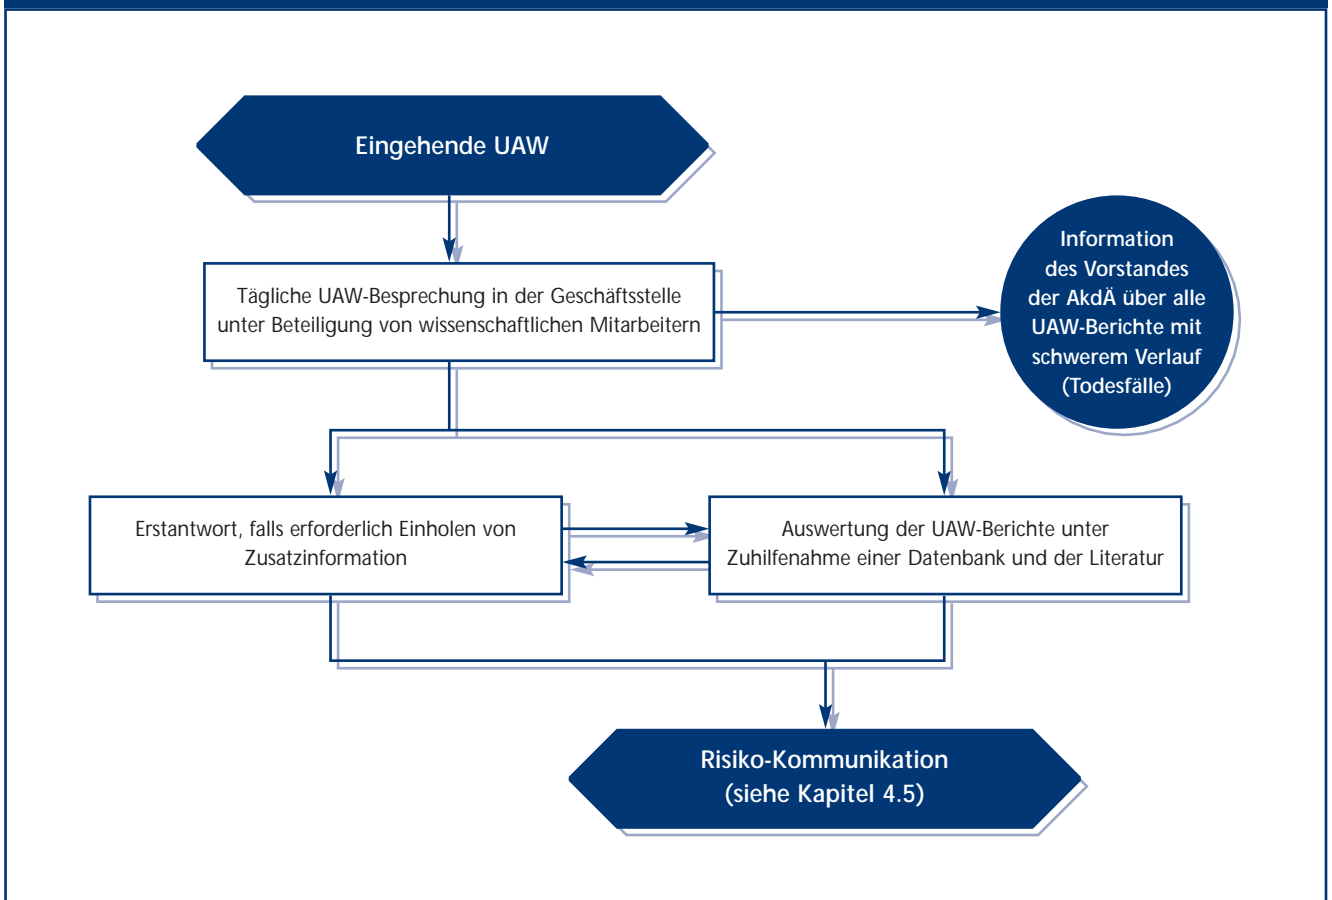 Eingehende UAW
Tägliche UAW-Besprechung in der Geschäftsstelle
unter Beteiligung von wissenschaftlichen Mitarbeitern
Information
des Vorstandes
der AkdÄ über alle
UAW-Berichte mit
schwerem Verlauf
(Todesfälle)
Erstantwort, falls erforderlich Einholen von
Zusatzinformation
Auswertung der UAW-Berichte unter
Zuhilfenahme einer Datenbank und der Literatur
Risiko-Kommunikation
(siehe Kapitel 4.5)